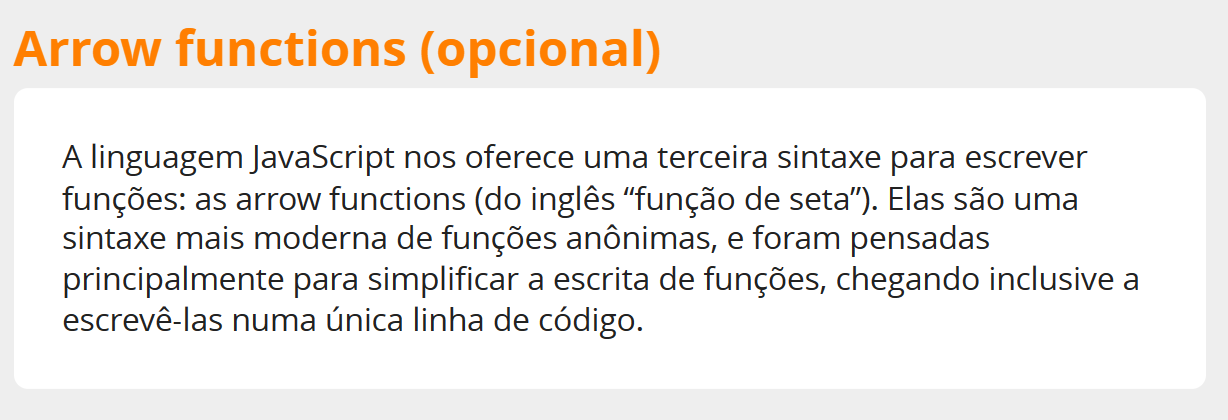 Arrow functions (opcional)
A linguagem JavaScript nos oferece uma terceira sintaxe para escrever
funções: as arrow functions (do inglês “função de seta”). Elas são uma
sintaxe mais moderna de funções anônimas, e foram pensadas
principalmente para simplificar a escrita de funções, chegando inclusive a
escrevê-las numa única linha de código.